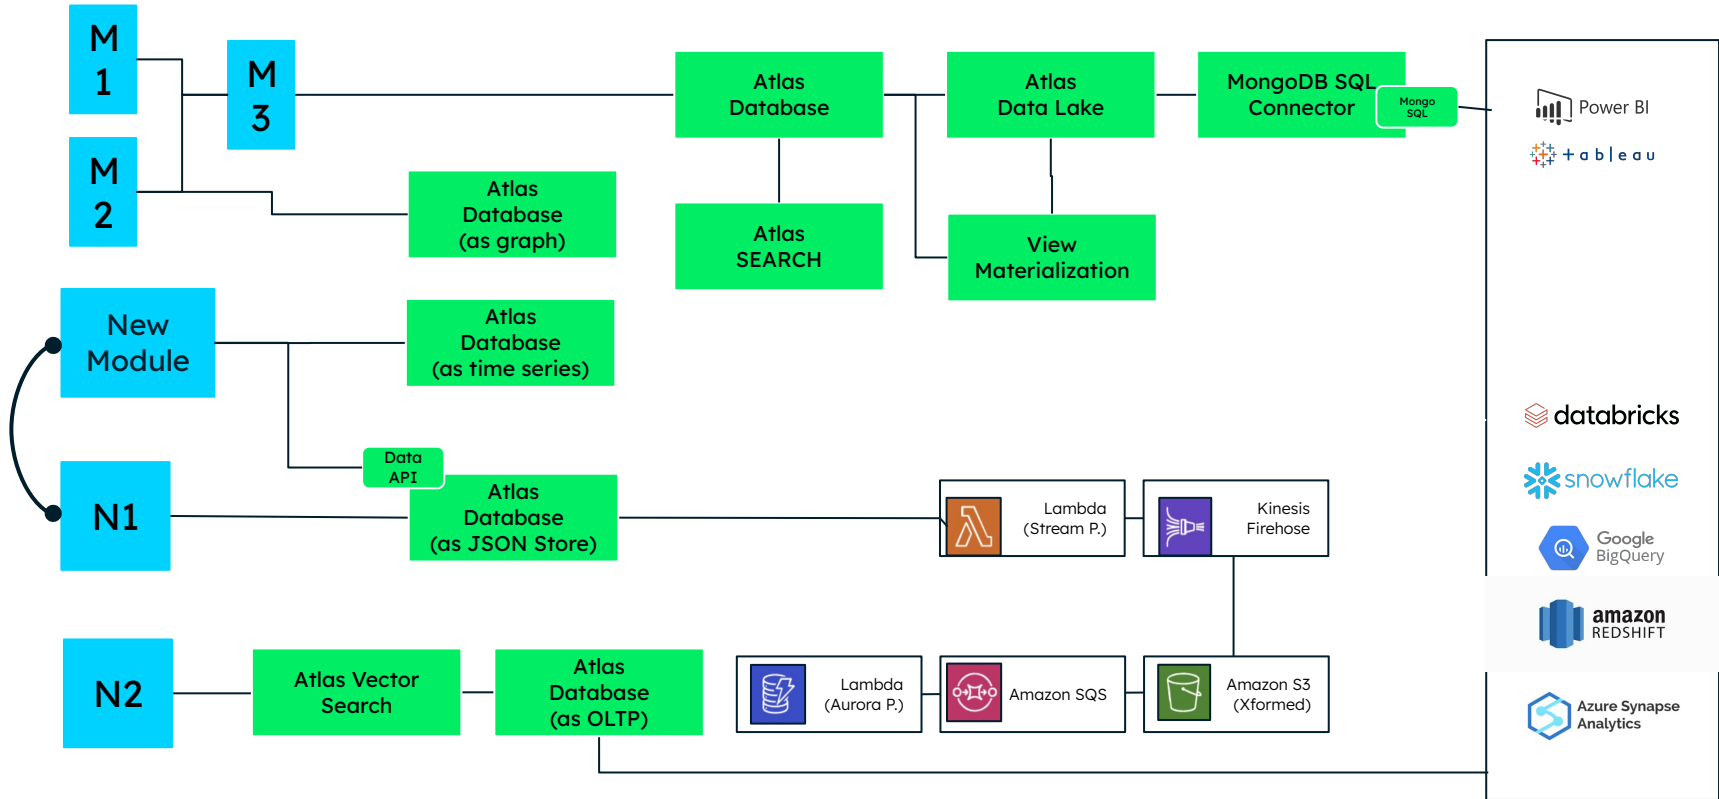 M
1
M
3
M
2
Atlas
Database
Atlas
Data Lake
MongoDB SQL
Connector
Mongo
SQL
Power BI
+ableau
Atlas
Database
(as graph)
Atlas
SEARCH
View
Materialization
New
Module
Atlas
Database
(as time series)
databricks
Data
API
snowflake
N1
Atlas
Database
(as JSON Store)
Lambda
(Stream P.)
Kinesis
Firehose
Google
BigQuery
amazon
REDSHIFT
N2
Atlas Vector
Search
Atlas
Database
(as OLTP)
Lambda
(Aurora P.)
Amazon SQS
Amazon S3
(Xformed)
Azure Synapse
Analytics